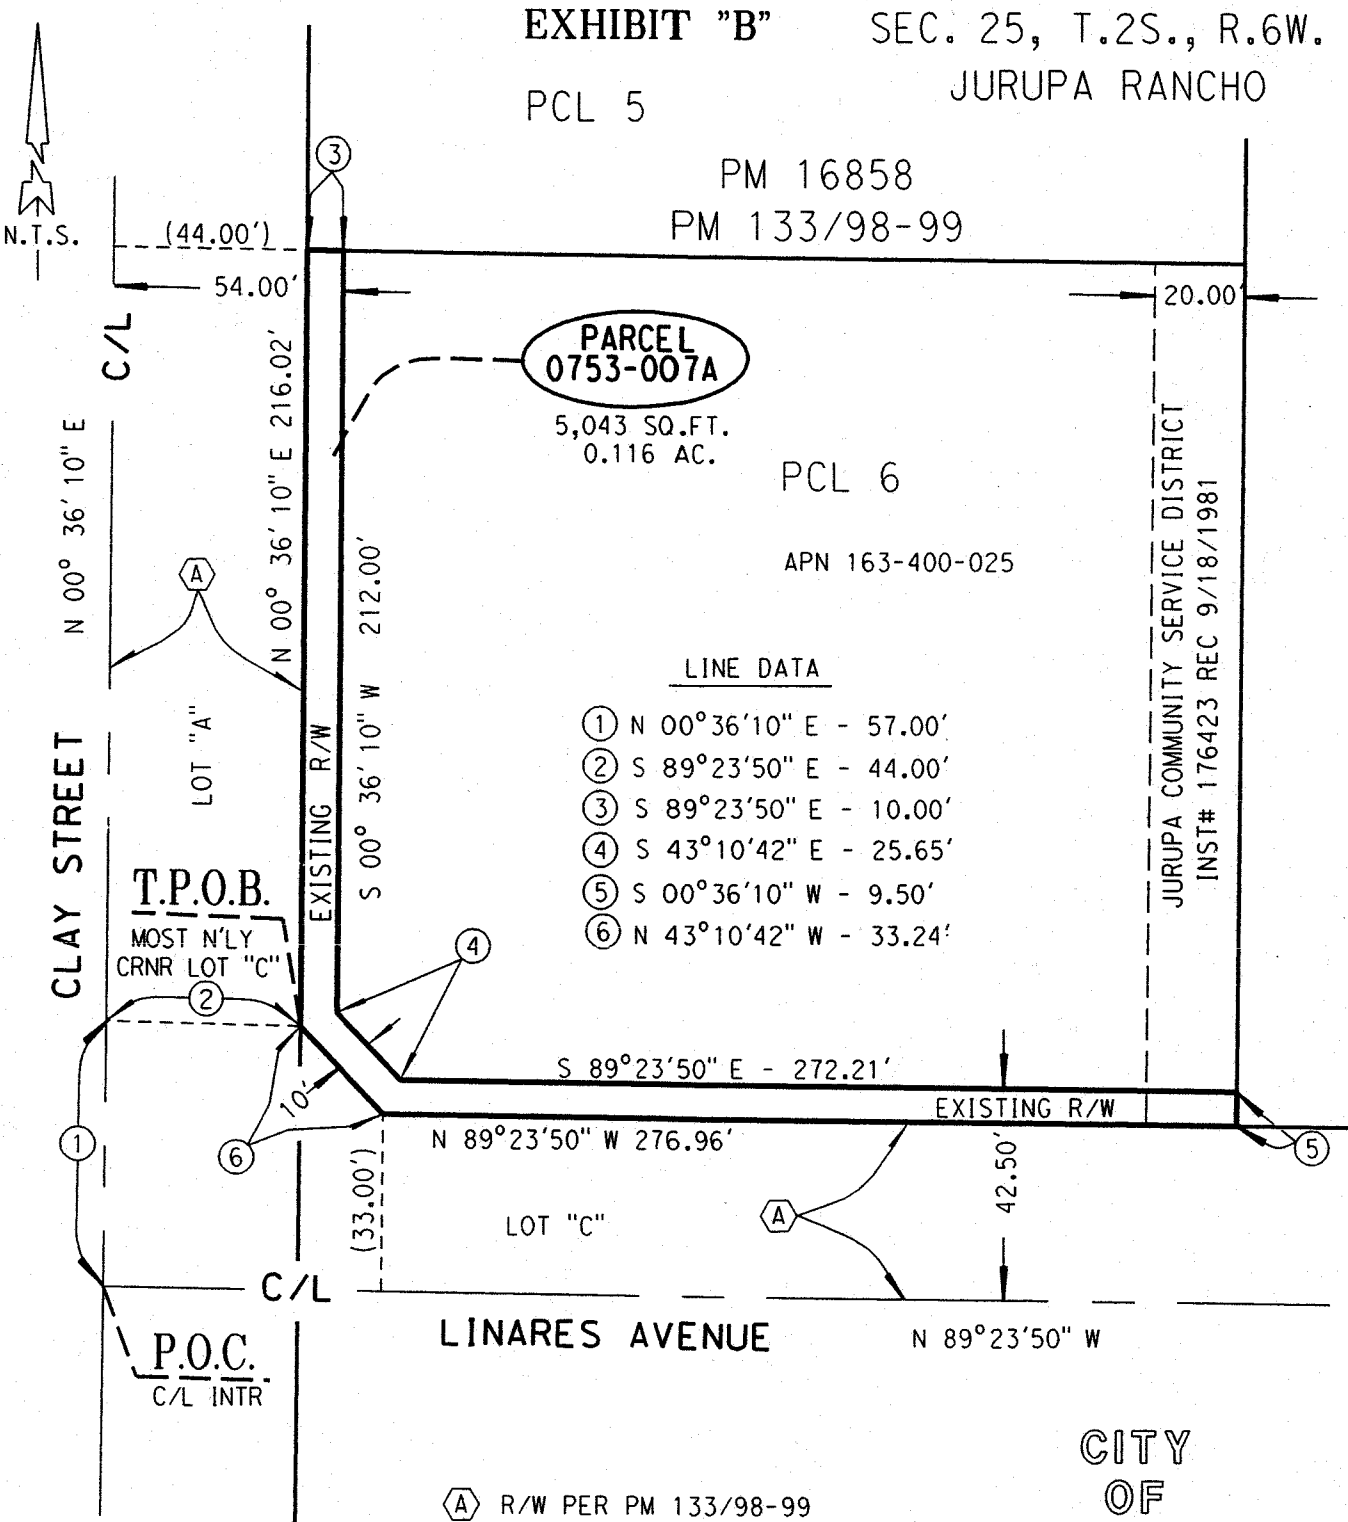 EXHIBIT "B"
SEC. 25, T.2S., R.6W.
JURUPA RANCHO
PCL 5
PM 16858
PM 133/98-99
N
N.T.S.
3
(44.00')
54.00'
20.00'
C/L
N 00° 36' 10" E
N 00° 36' 10" E 216.02'
PARCEL
0753-007A
5,043 SQ.FT.
0.116 AC.
PCL 6
APN 163-400-025
JURUPA COMMUNITY SERVICE DISTRICT
INST# 176423 REC 9/18/1981
A
LOT "A"
EXISTING R/W
S 00° 36' 10" W 212.00'
CLAY STREET
LINE DATA
1 N 00°36'10" E - 57.00'
2 S 89°23'50" E - 44.00'
3 S 89°23'50" E - 10.00'
4 S 43°10'42" E - 25.65'
5 S 00°36'10" W - 9.50'
6 N 43°10'42" W - 33.24'
T.P.O.B.
MOST N'LY
CRNR LOT "C"
2
4
S 89°23'50" E - 272.21'
10'
EXISTING R/W
N 89°23'50" W 276.96'
1
6
5
(33.00')
42.50'
LOT "C"
A
C/L
LINARES AVENUE
N 89°23'50" W
P.O.C.
C/L INTR
CITY
OF
A R/W PER PM 133/98-99